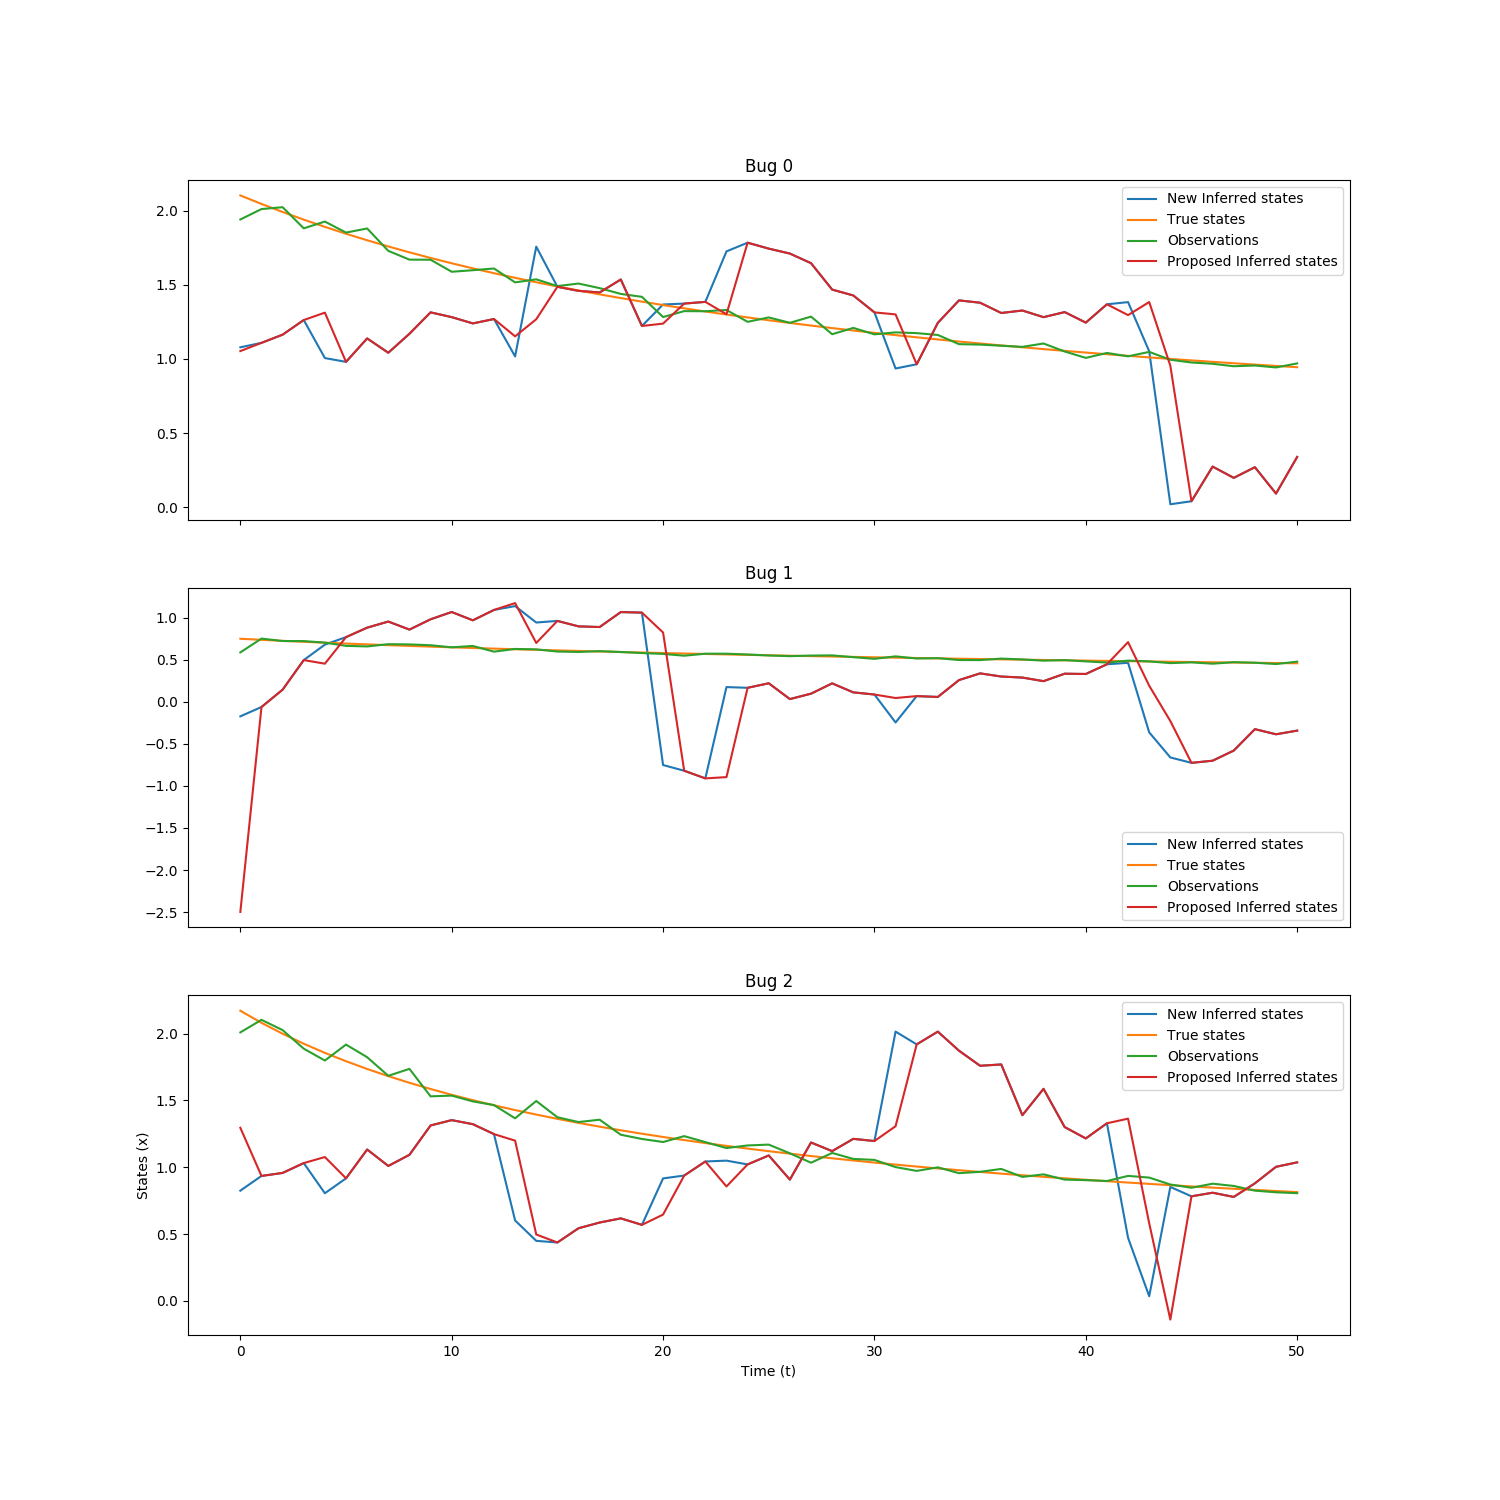 Bug 0
2.0
1.5
1.0
0.5
0.0
New Inferred states
True states
Observations
Proposed Inferred states
Bug 1
1.0
0.5
0.0
−0.5
−1.0
−1.5
−2.0
−2.5
New Inferred states
True states
Observations
Proposed Inferred states
Bug 2
States (x)
2.0
1.5
1.0
0.5
0.0
New Inferred states
True states
Observations
Proposed Inferred states
0 10 20 30 40 50
Time (t)